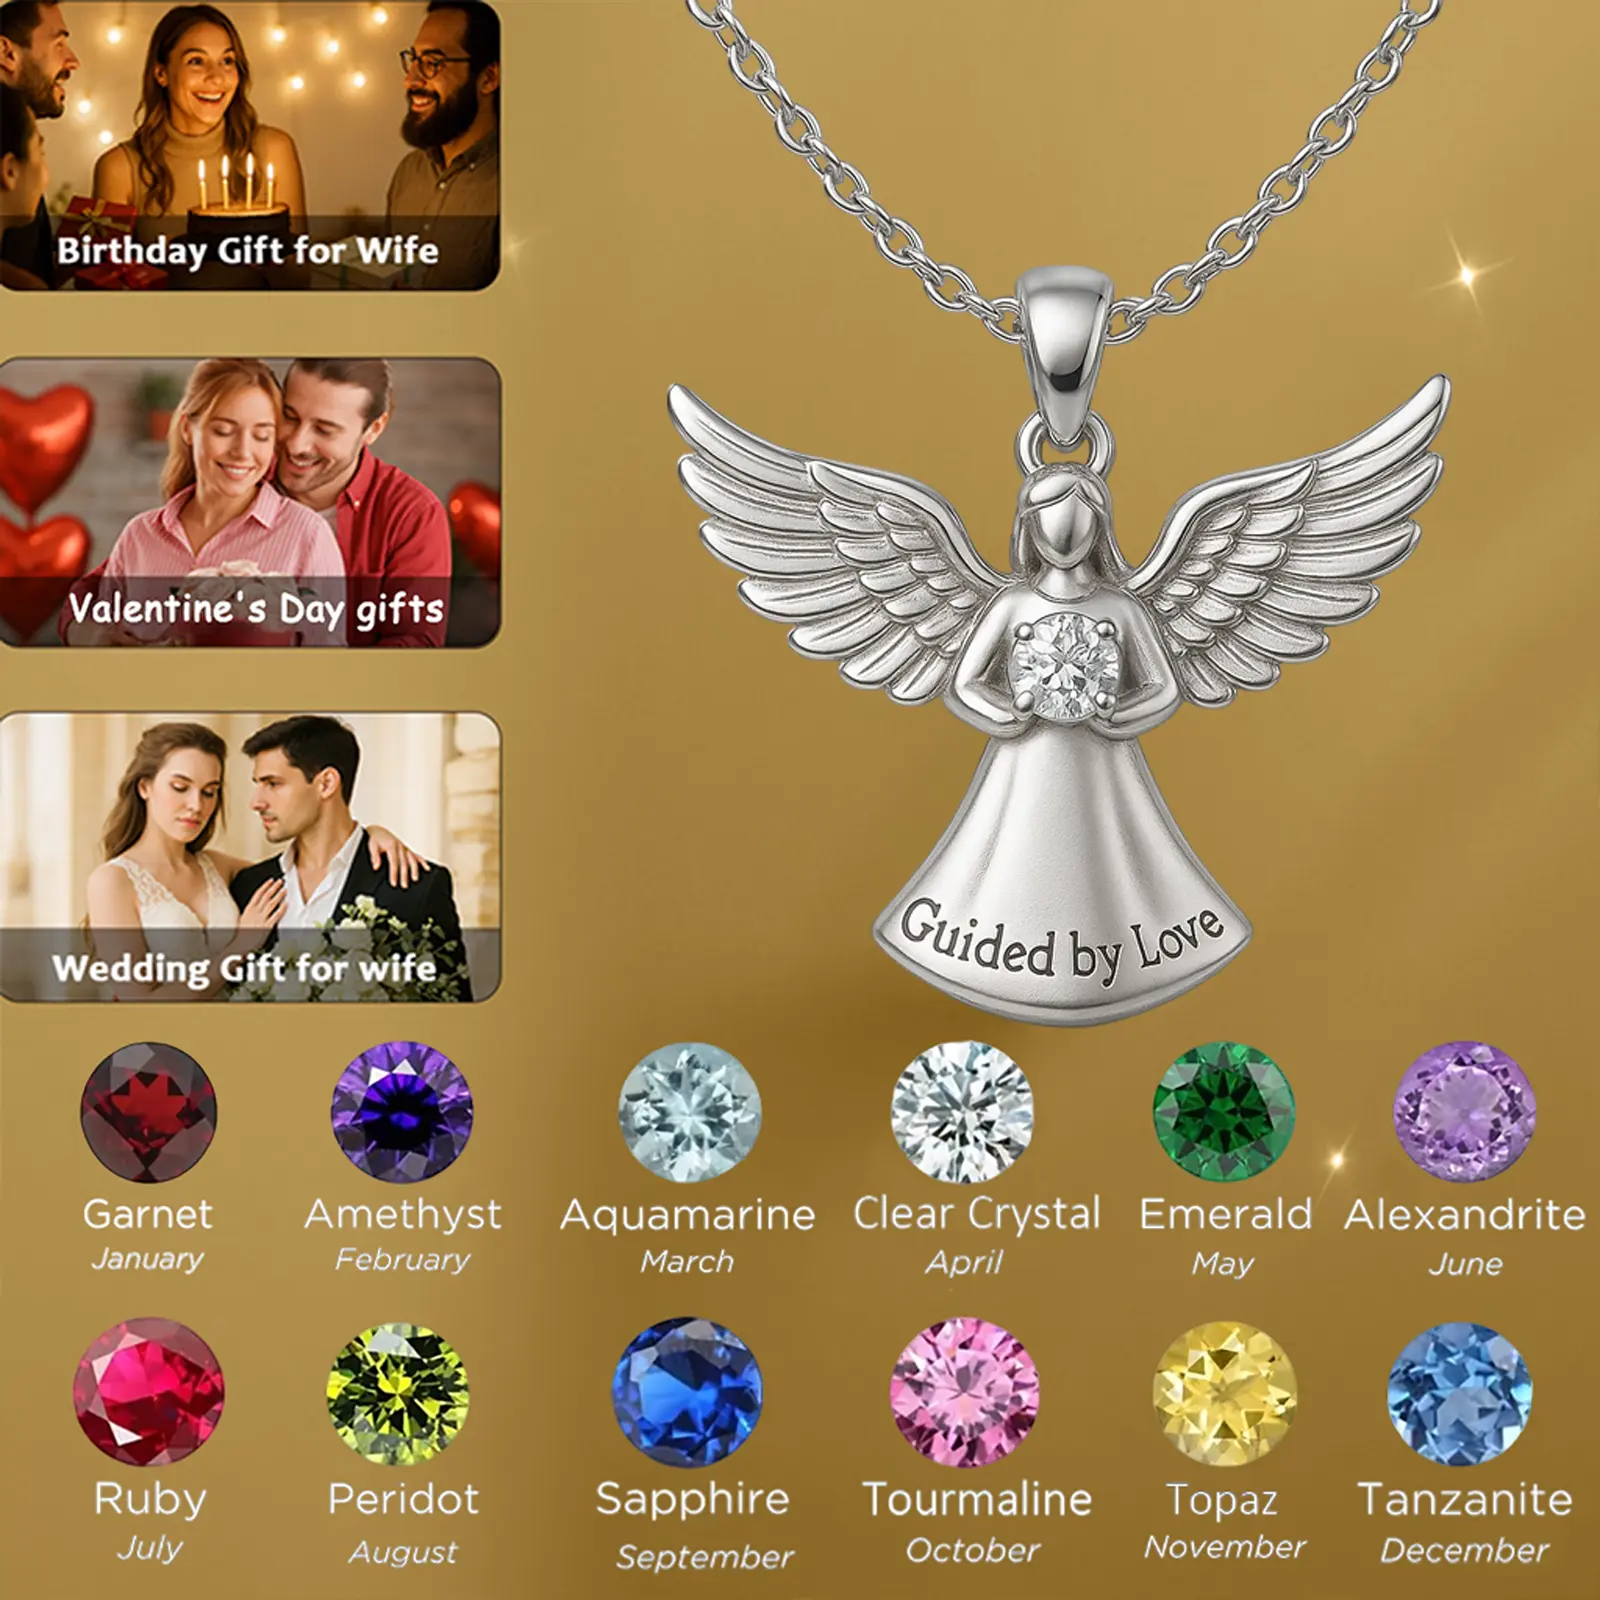 Birthday Gift for Wife
Valentine's Day gifts
Wedding Gift for wife
Guided by Love
Garnet
January
Amethyst
February
Aquamarine
March
Clear Crystal
April
Emerald
May
Alexandrite
June
Ruby
July
Peridot
August
Sapphire
September
Tourmaline
October
Topaz
November
Tanzanite
December